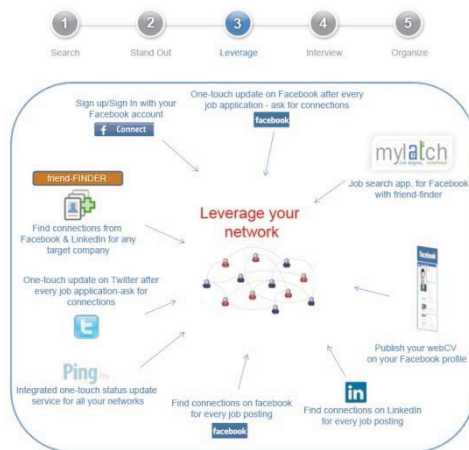 1 2 3 4 5
Search Stand Out Leverage Interview Organize
One-touch update on Facebook after every
job application - ask for connections
facebook
Sign up/Sign In with your
Facebook account
f Connect
mylatch
Job search app. for Facebook
with friend-finder
friend-FINDER
Find connections from
Facebook & LinkedIn for any
target company
Leverage your
network
One-touch update on Twitter after
every job application-ask for
connections
t
facebook
Publish your webCV
on your Facebook profile
Ping
Integrated one-touch status update
service for all your networks
Find connections on facebook
for every job posting
facebook
in
Find connections on LinkedIn
for every job posting